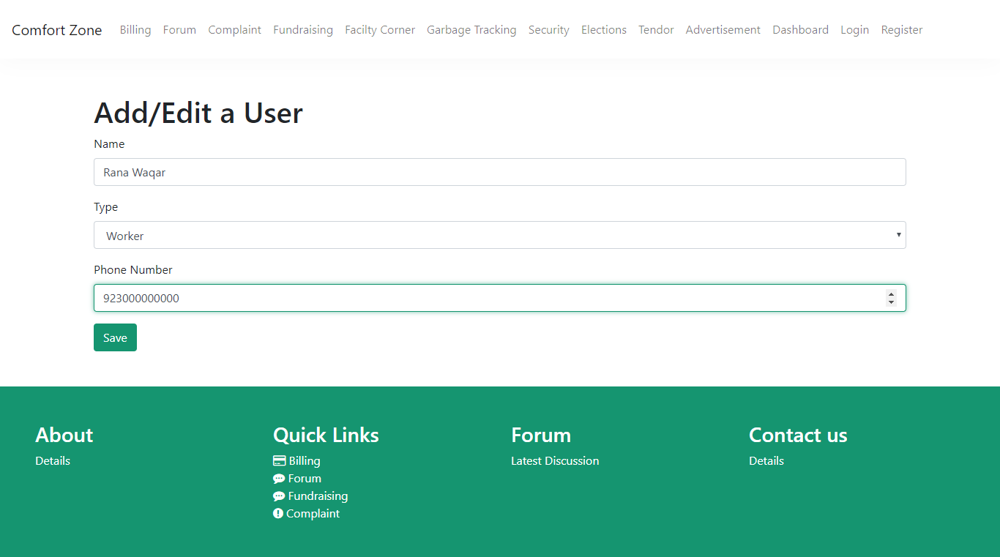 Comfort Zone Billing Forum Complaint Fundraising Facilty Corner Garbage Tracking Security Elections Tendor Advertisement Dashboard Login Register
Add/Edit a User
Name
Rana Waqar
Type
Worker
Phone Number
923000000000
Save
About
Details
Quick Links
Billing
Forum
Fundraising
Complaint
Forum
Latest Discussion
Contact us
Details